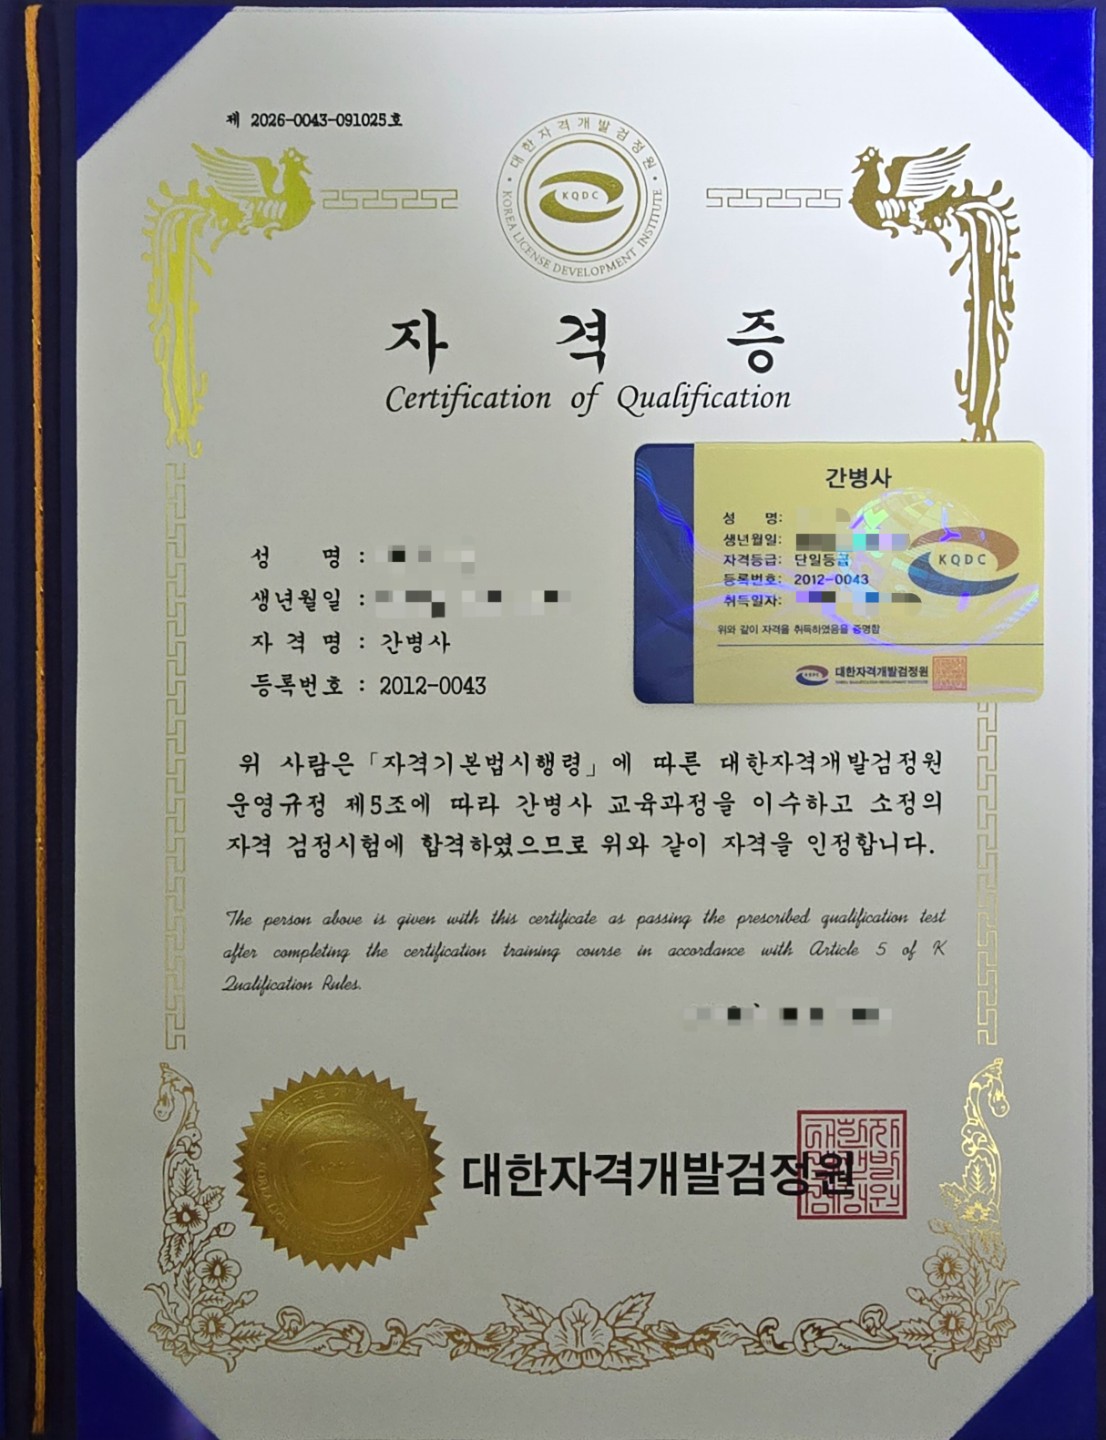 제 2026-0043-091025호
대한자격개발검정원
KQDC
KOREA LICENSE DEVELOPMENT INSTITUTE
자 격 증
Certification of Qualification
성 명 :
생년월일 :
자 격 명 : 간병사
등록번호 : 2012-0043
간병사
성 명:
생년월일:
자격등급: 단일등급
등록번호: 2012-0043
취득일자:
위와 같이 자격을 취득하였음을 증명함
KQDC
KQDC 대한자격개발검정원
위 사람은「자격기본법시행령」에 따른 대한자격개발검정원
운영규정 제5조에 따라 간병사 교육과정을 이수하고 소정의
자격 검정시험에 합격하였으므로 위와 같이 자격을 인정합니다.
The person above is given with this certificate as passing the prescribed qualification test
after completing the certification training course in accordance with Article 5 of K
Qualification Rules.
대한자격개발검정원